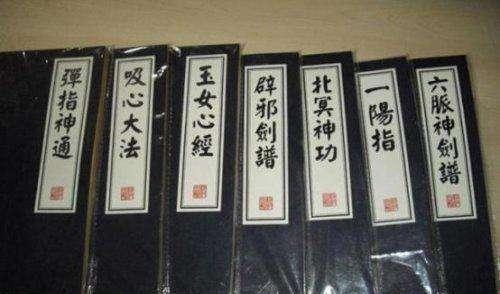 彈指神通
吸心大法
玉女心經
辟邪劍譜
北冥神功
一陽指
六脈神劍譜